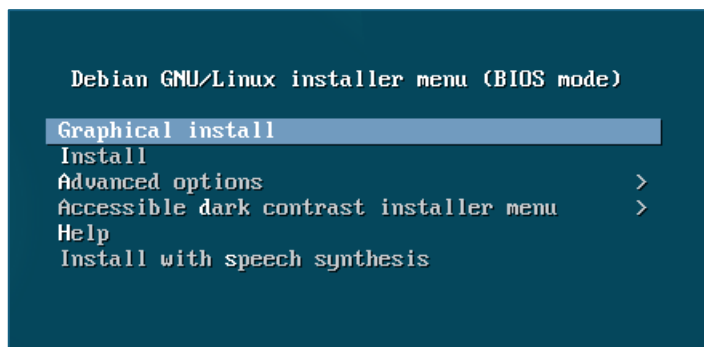 Debian GNU/Linux installer menu (BIOS mode)
Graphical install
Install
Advanced options >
Accessible dark contrast installer menu >
Help
Install with speech synthesis